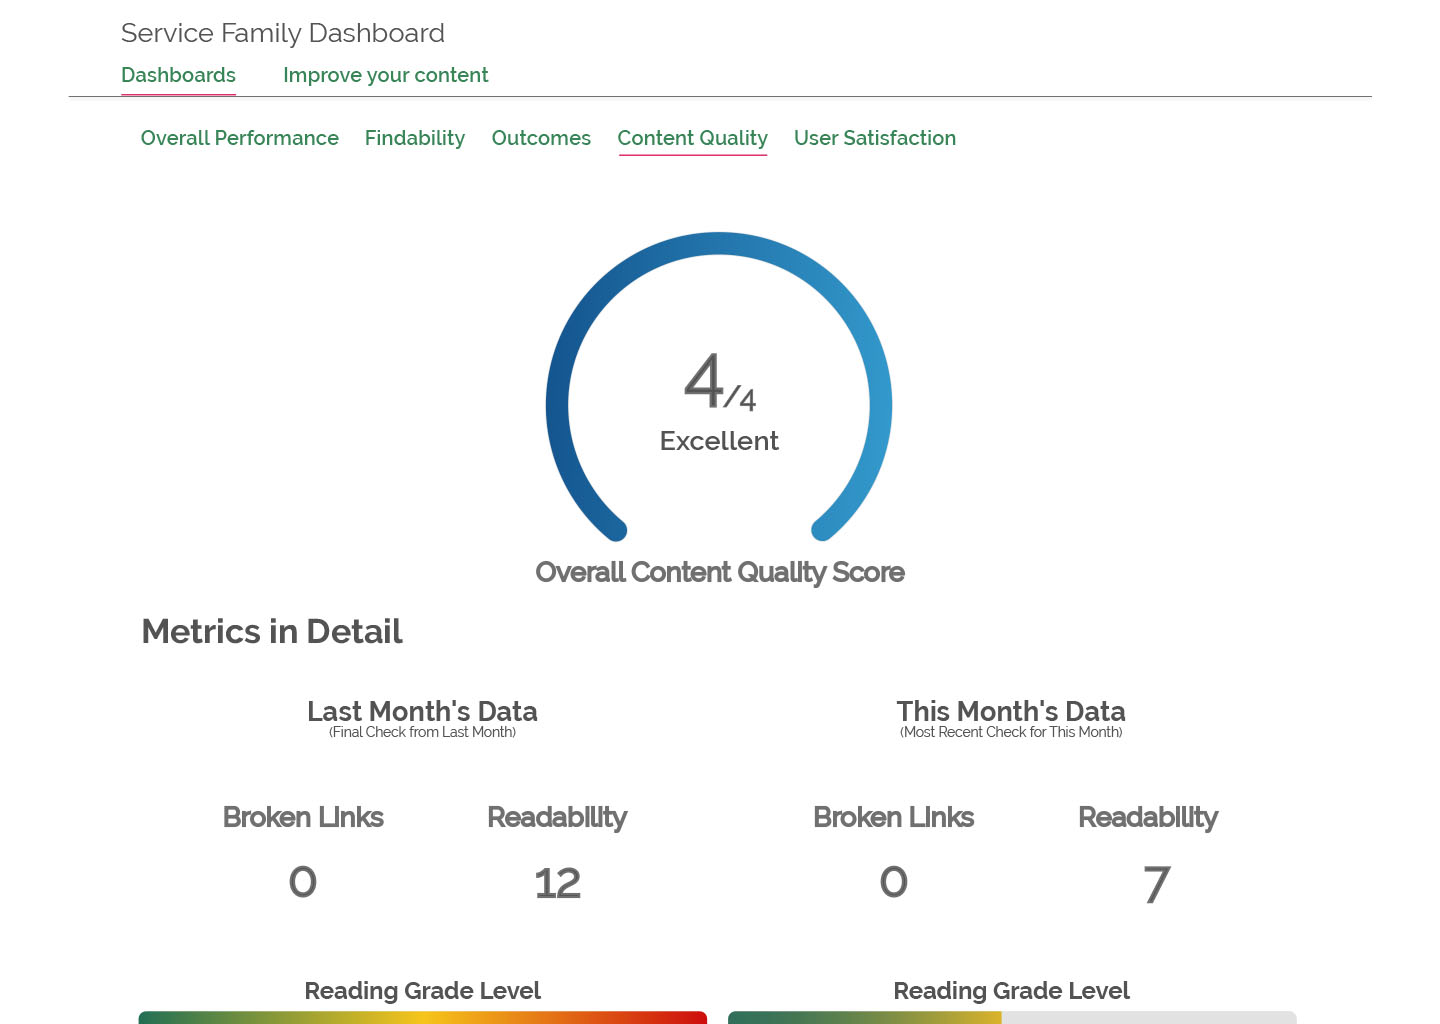 Service Family Dashboard
Dashboards Improve your content
Overall Performance Findability Outcomes Content Quality User Satisfaction
4/4
Excellent
Overall Content Quality Score
Metrics in Detail
Last Month's Data
(Final Check from Last Month)
Broken Links Readability
0 12
Reading Grade Level
This Month's Data
(Most Recent Check for This Month)
Broken Links Readability
0 7
Reading Grade Level